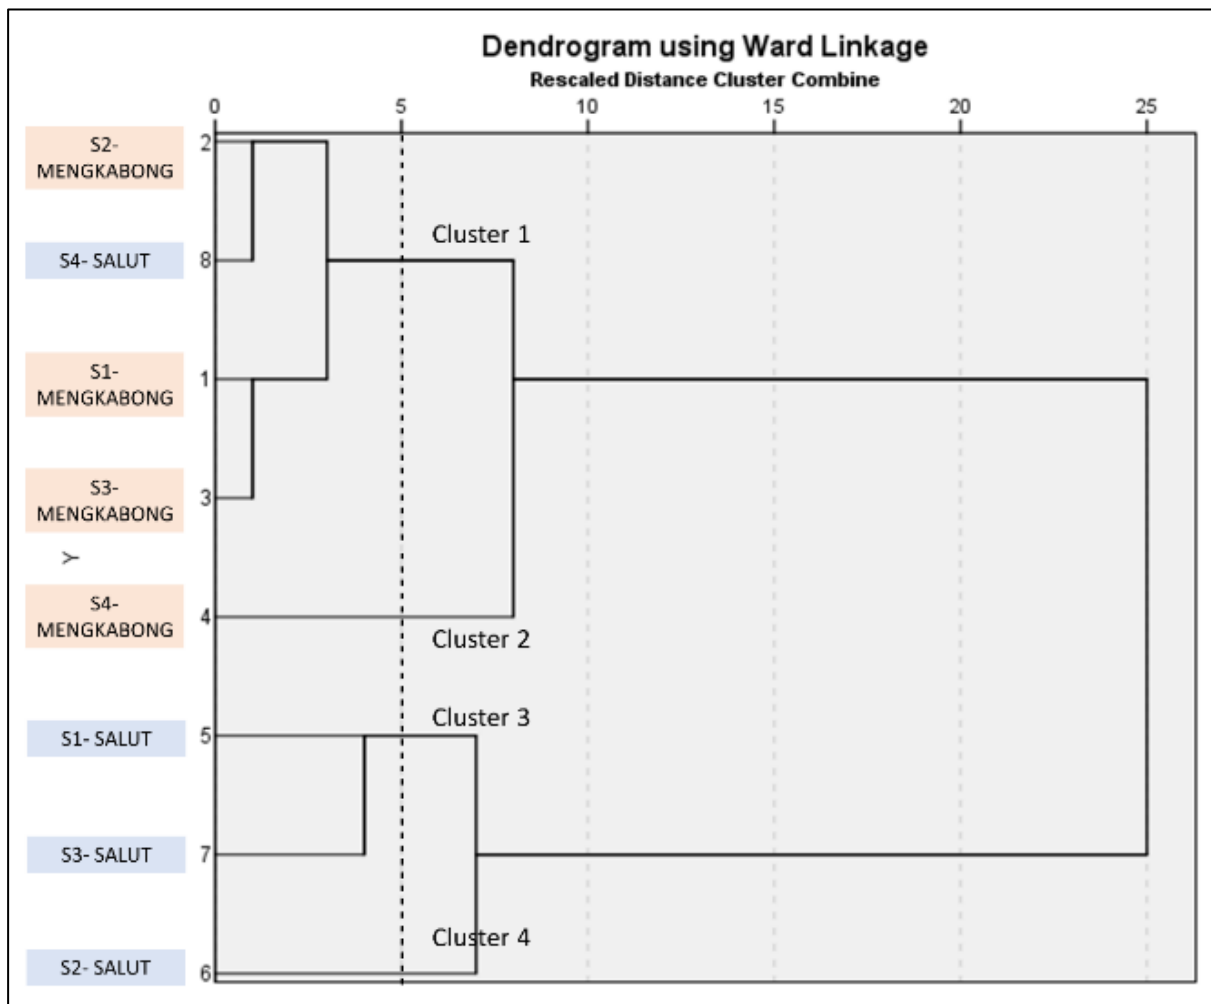 Dendrogram using Ward Linkage
Rescaled Distance Cluster Combine
0 5 10 15 20 25
S2-
MENGKABONG
2
Cluster 1
S4- SALUT
8
S1-
MENGKABONG
1
S3-
MENGKABONG
3
Y
S4-
MENGKABONG
4
Cluster 2
Cluster 3
S1- SALUT
5
S3- SALUT
7
Cluster 4
S2- SALUT
6